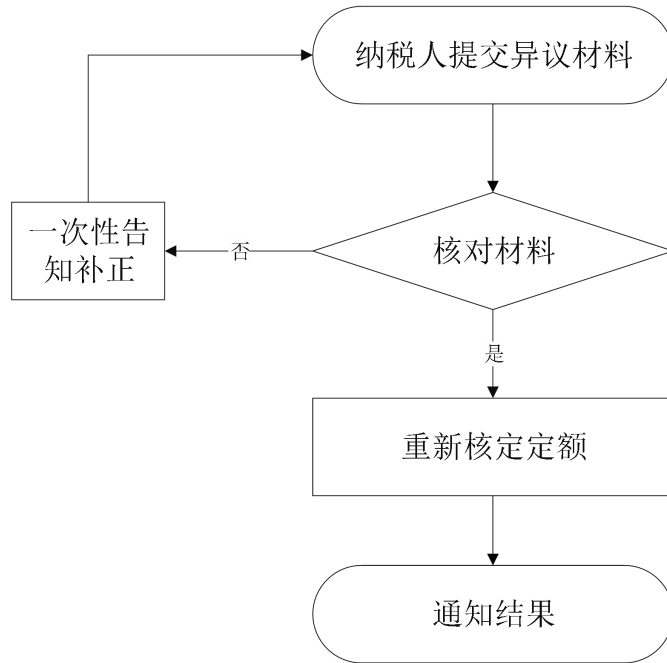 纳税人提交异议材料
一次性告
知补正
否
核对材料
是
重新核定定额
通知结果